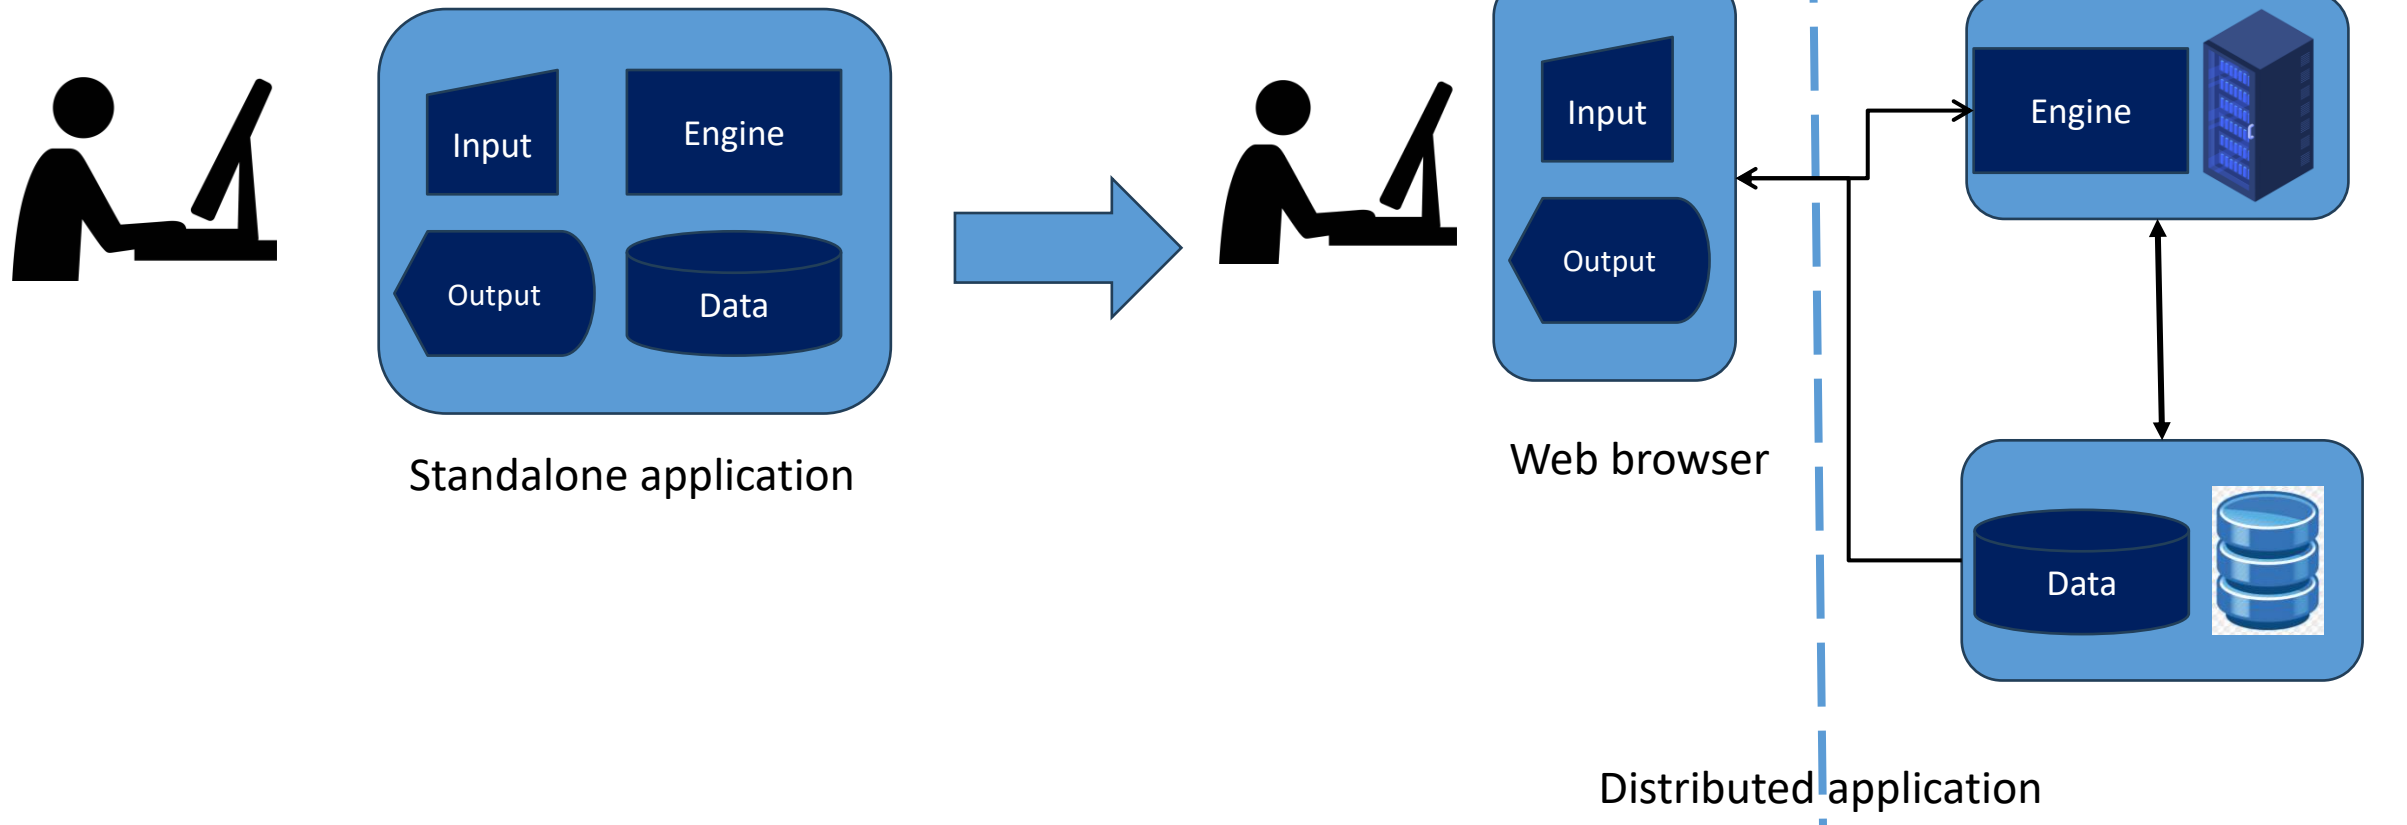 Input
Engine
Output
Data
Standalone application
Input
Output
Web browser
Engine
Data
Distributed application